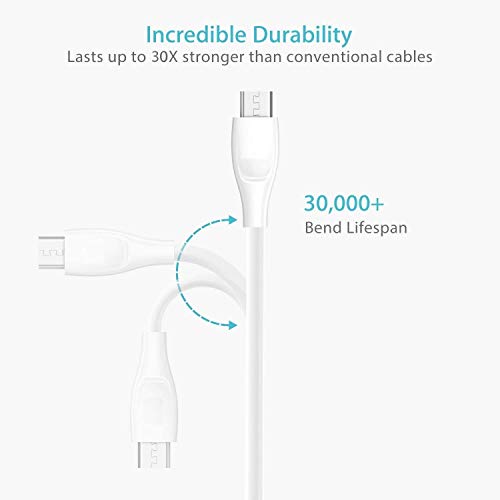 Incredible Durability
Lasts up to 30X stronger than conventional cables
30,000+
Bend Lifespan